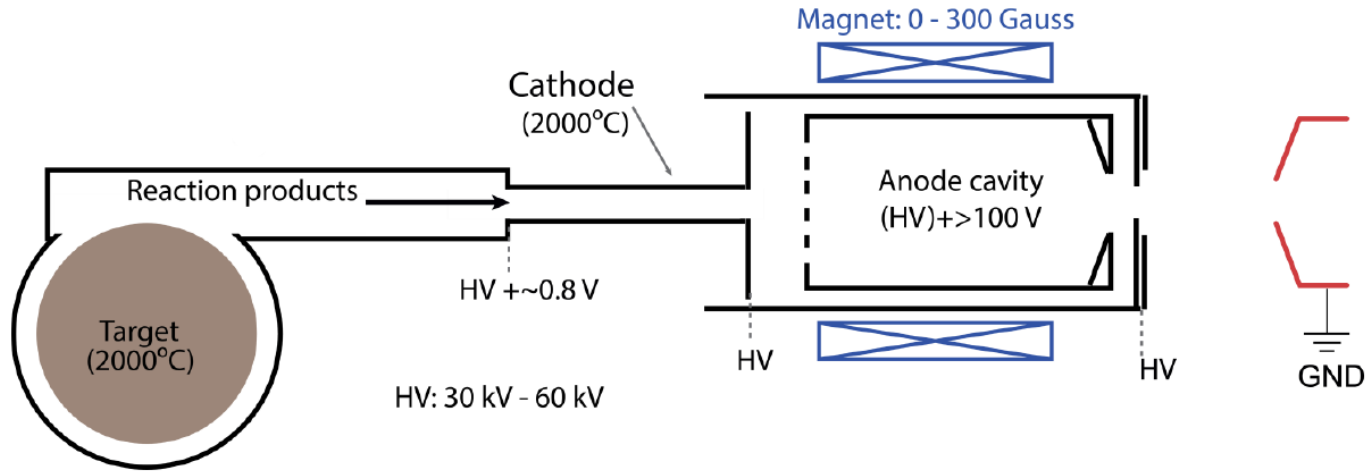 Magnet: 0 - 300 Gauss
Cathode
(2000°C)
Reaction products
Anode cavity
(HV)+>100 V
HV +~0.8 V
Target
(2000°C)
HV
HV
HV: 30 kV - 60 kV
GND